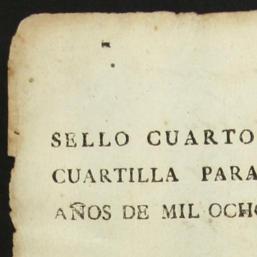 SELLO CUARTO
CUARTILLA PARA
AÑOS DE MIL OCHO